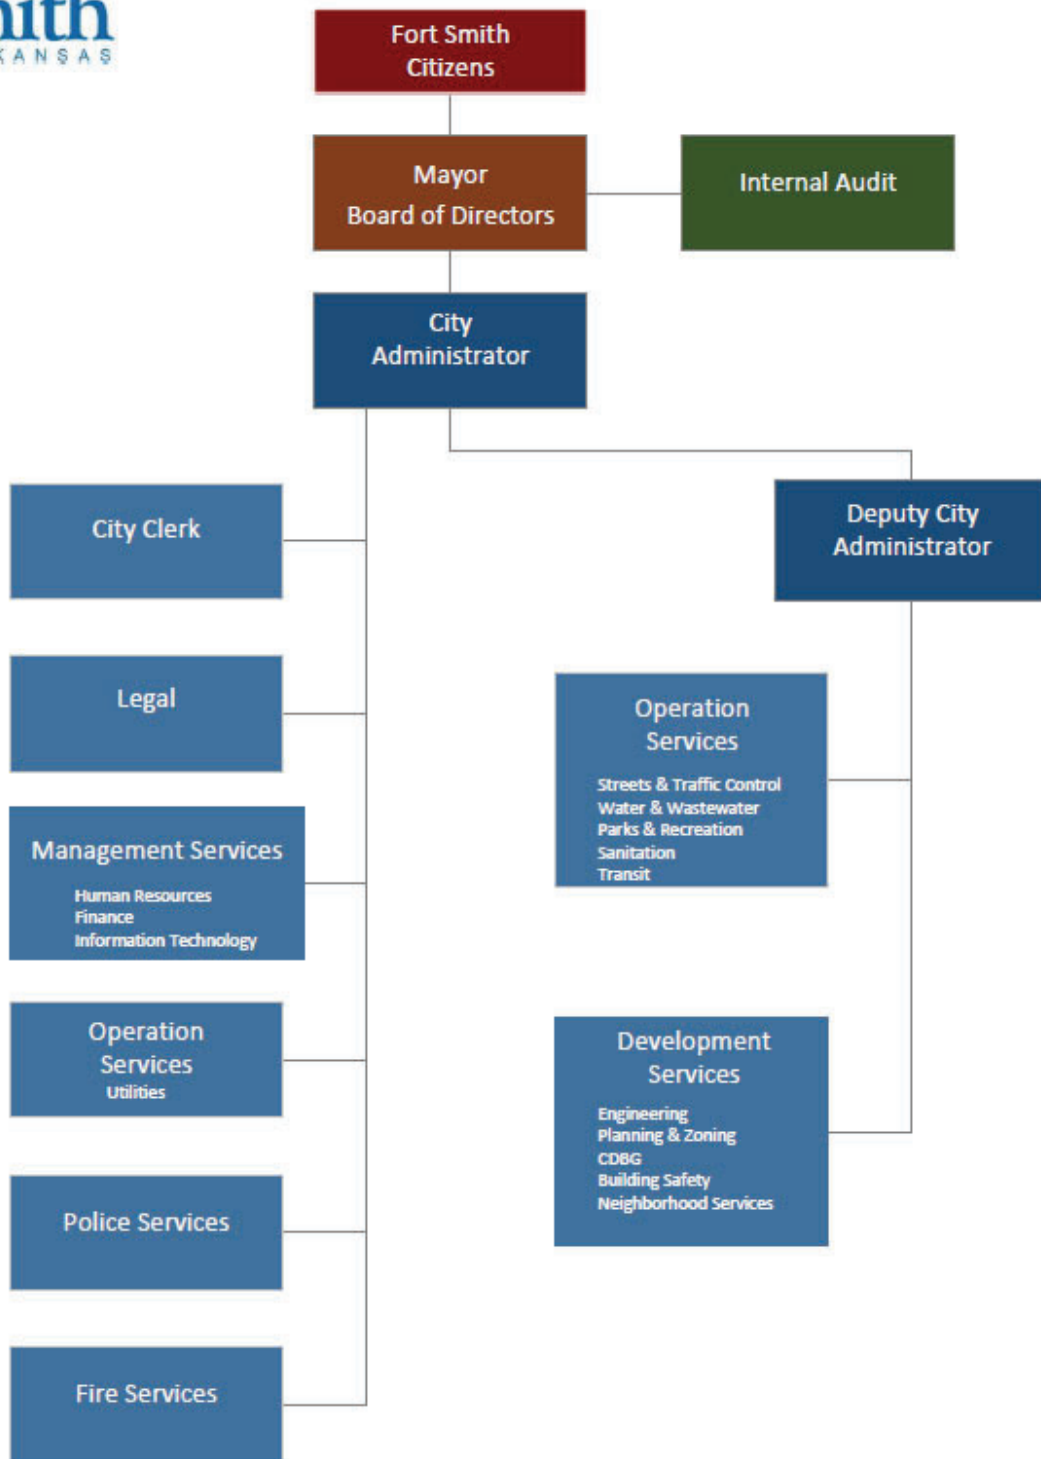 Fort Smith
Citizens
Mayor
Board of Directors
Internal Audit
City
Administrator
City Clerk
Legal
Management Services
Human Resources
Finance
Information Technology
Operation
Services
Utilities
Police Services
Fire Services
Deputy City
Administrator
Operation
Services
Streets & Traffic Control
Water & Wastewater
Parks & Recreation
Sanitation
Transit
Development
Services
Engineering
Planning & Zoning
CDBG
Building Safety
Neighborhood Services